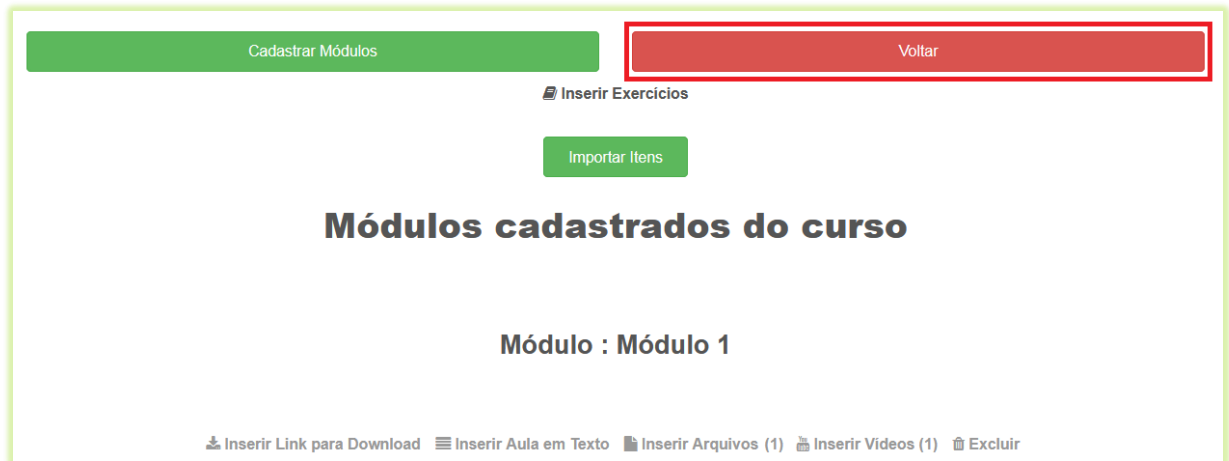 Cadastrar Módulos Voltar
Inserir Exercícios
Importar Itens
Módulos cadastrados do curso
Módulo : Módulo 1
Inserir Link para Download Inserir Aula em Texto Inserir Arquivos (1) Inserir Videos (1) Excluir